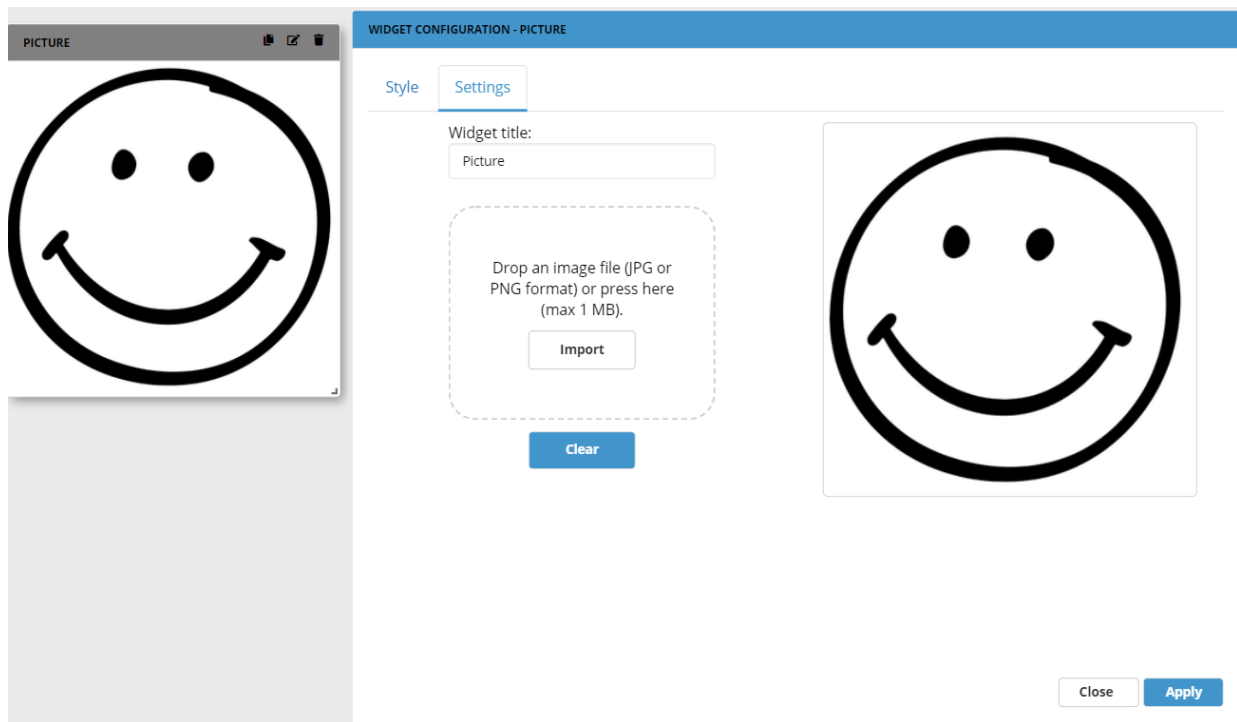 PICTURE
WIDGET CONFIGURATION - PICTURE
Style
Settings
Widget title:
Picture
Drop an image file (JPG or
PNG format) or press here
(max 1 MB).
Import
Clear
Close
Apply